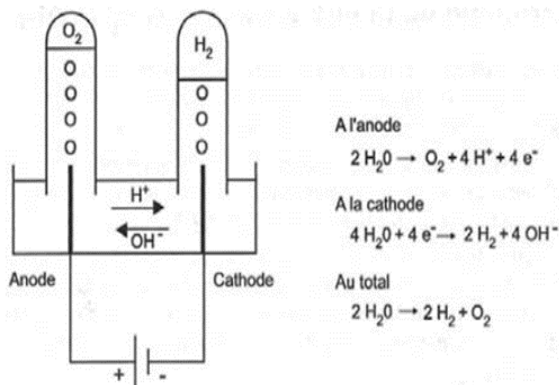 O₂
H₂
A l'anode
2 H₂0 → O₂ + 4 H⁺ + 4 e⁻
H⁺
A la cathode
OH⁻
4 H₂0 + 4 e⁻ → 2 H₂ + 4 OH⁻
Anode
Cathode
Au total
2 H₂0 → 2 H₂ + O₂
+ -